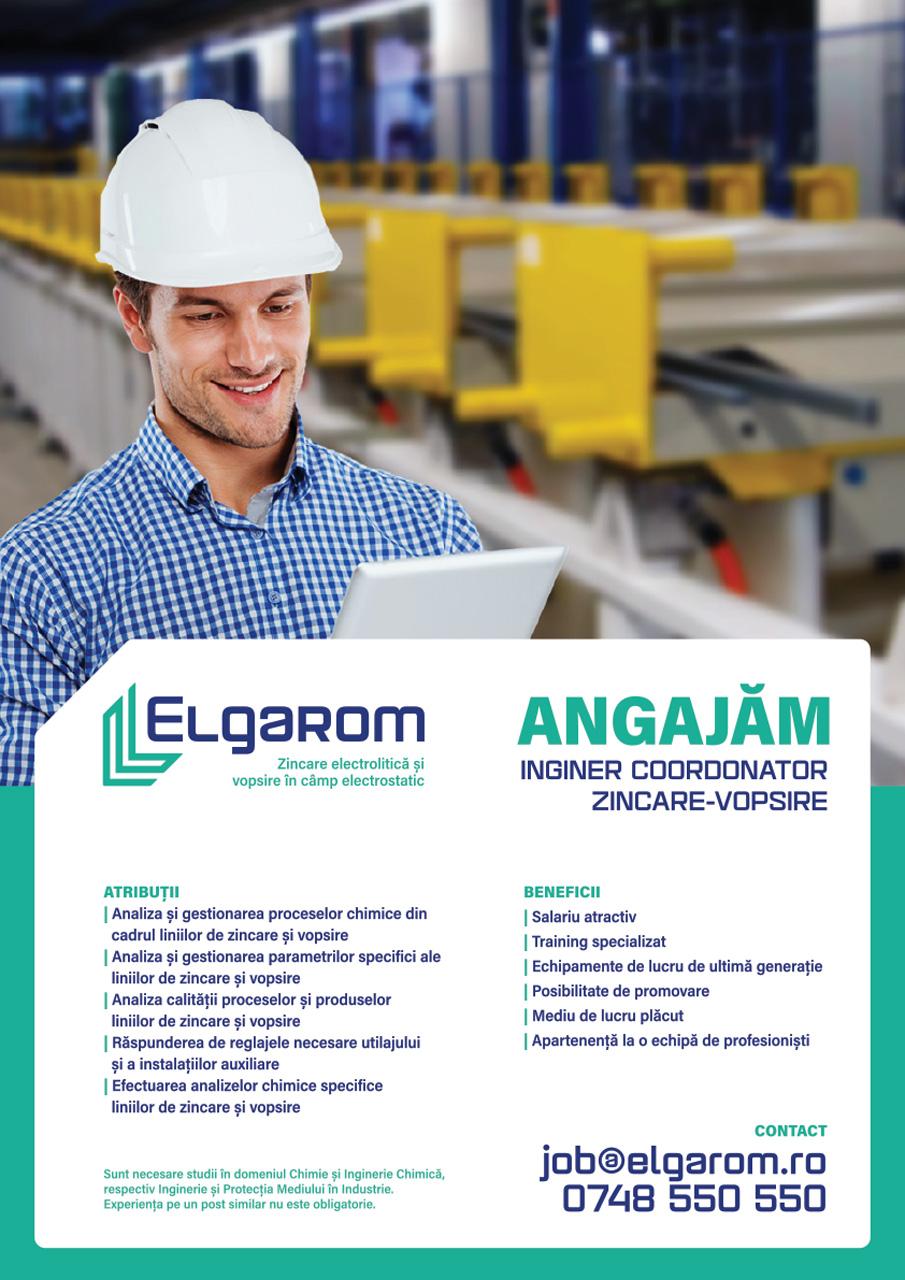 Elgarom
Zincare electrolitică și
vopsire în câmp electrostatic
ANGAJĂM
INGINER COORDONATOR
ZINCARE-VOPSIRE
ATRIBUȚII
| Analiza și gestionarea proceselor chimice din
cadrul liniilor de zincare și vopsire
| Analiza și gestionarea parametrilor specifici ale
liniilor de zincare și vopsire
| Analiza calității proceselor și produselor
liniilor de zincare și vopsire
| Răspunderea de reglajele necesare utilajului
și a instalațiilor auxiliare
| Efectuarea analizelor chimice specifice
liniilor de zincare și vopsire
Sunt necesare studii în domeniul Chimie și Inginerie Chimică,
respectiv Inginerie și Protecția Mediului în Industrie.
Experiența pe un post similar nu este obligatorie.
BENEFICII
| Salariu atractiv
| Training specializat
| Echipamente de lucru de ultimă generație
| Posibilitate de promovare
| Mediu de lucru plăcut
| Apartenență la o echipă de profesioniști
CONTACT
job@elgarom.ro
0748 550 550